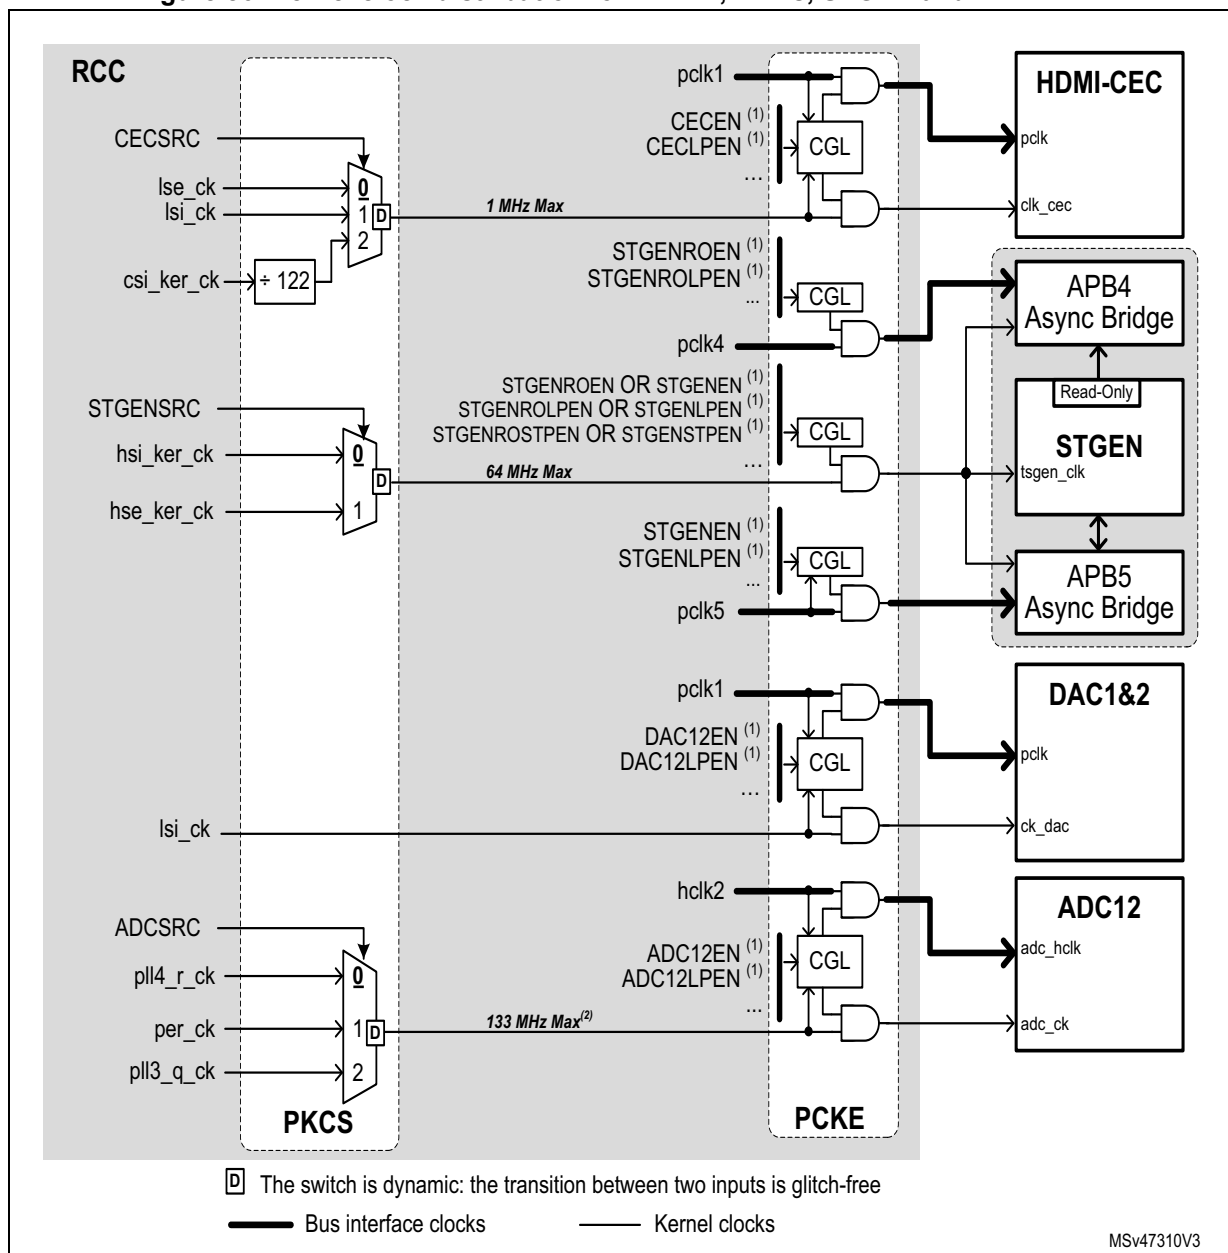 RCC
CECSRC
lse_ck
lsi_ck
csi_ker_ck
÷ 122
0
1
2
D
1 MHz Max
pclk1
CECEN (1)
CECLPEN (1)
...
CGL
HDMI-CEC
pclk
clk_cec
STGENROEN (1)
STGENROLPEN (1)
...
CGL
pclk4
APB4
Async Bridge
STGENSRC
hsi_ker_ck
hse_ker_ck
0
1
D
64 MHz Max
STGENROEN OR STGENEN (1)
STGENROLPEN OR STGENLPEN (1)
STGENROSTPEN OR STGENSTPEN (1)
...
CGL
Read-Only
STGEN
tsgen_clk
STGENEN (1)
STGENLPEN (1)
...
CGL
pclk5
APB5
Async Bridge
pclk1
DAC12EN (1)
DAC12LPEN (1)
...
CGL
lsi_ck
DAC1&2
pclk
ck_dac
ADCSRC
pll4_r_ck
per_ck
pll3_q_ck
0
1
2
D
133 MHz Max(2)
hclk2
ADC12EN (1)
ADC12LPEN (1)
...
CGL
ADC12
adc_hclk
adc_ck
PKCS
PCKE
D The switch is dynamic: the transition between two inputs is glitch-free
Bus interface clocks
Kernel clocks
MSv47310V3